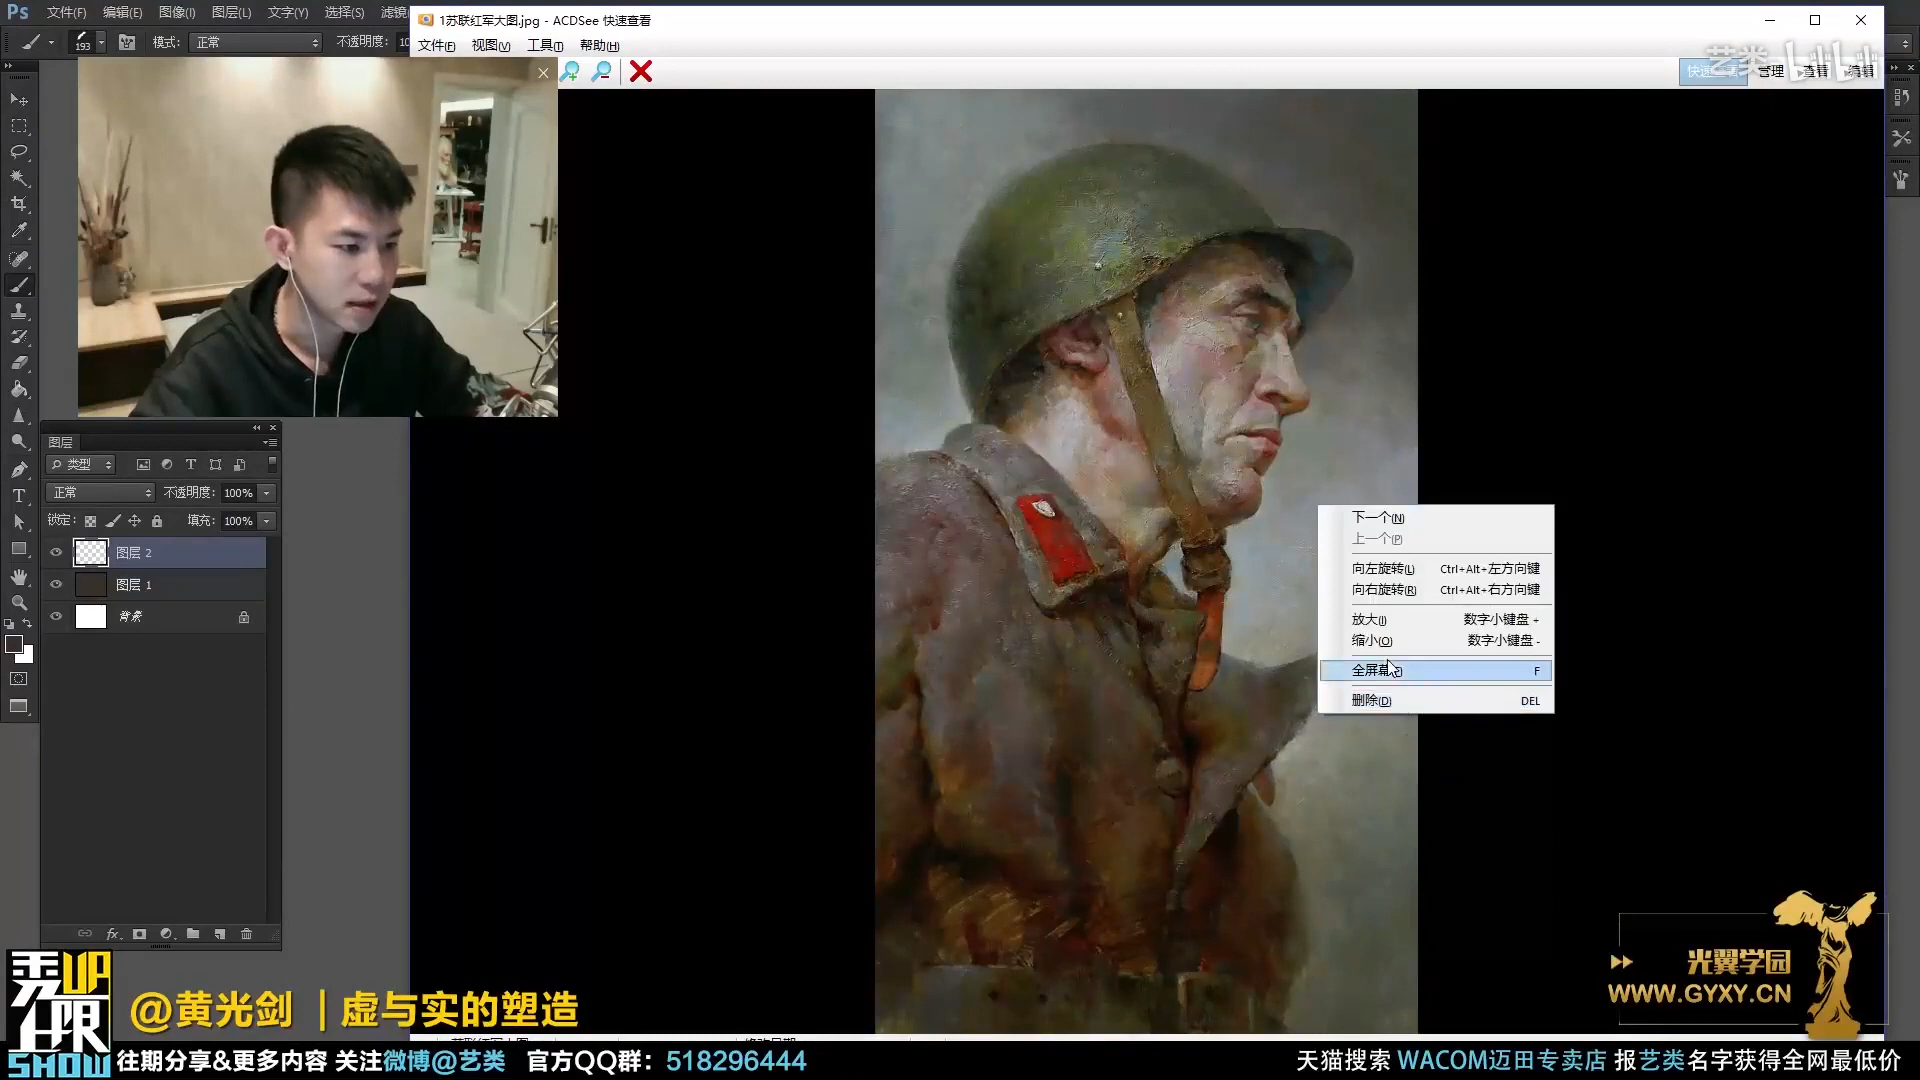 Ps 文件(F) 编辑(E) 图像(I) 图层(L) 文字(Y) 选择(S) 滤镜
193 模式: 正常 不透明度: 10
1苏联红军大图.jpg - ACDSee 快速查看
文件(F) 视图(V) 工具(T) 帮助(H)
管理 查看 编辑
艺类 bilibili
图层
类型
正常 不透明度: 100%
锁定: 填充: 100%
图层 2
图层 1
背景
fx
下一个(N)
上一个(P)
向左旋转(L) Ctrl+Alt+左方向键
向右旋转(R) Ctrl+Alt+右方向键
放大(I) 数字小键盘 +
缩小(O) 数字小键盘 -
全屏幕 F
删除(D) DEL
UP
SHOW
@黄光剑 | 虚与实的塑造
光翼学园
WWW.GYXY.CN
往期分享&更多内容 关注微博@艺类 官方QQ群: 518296444
天猫搜索 WACOM迈田专卖店 报艺类名字获得全网最低价